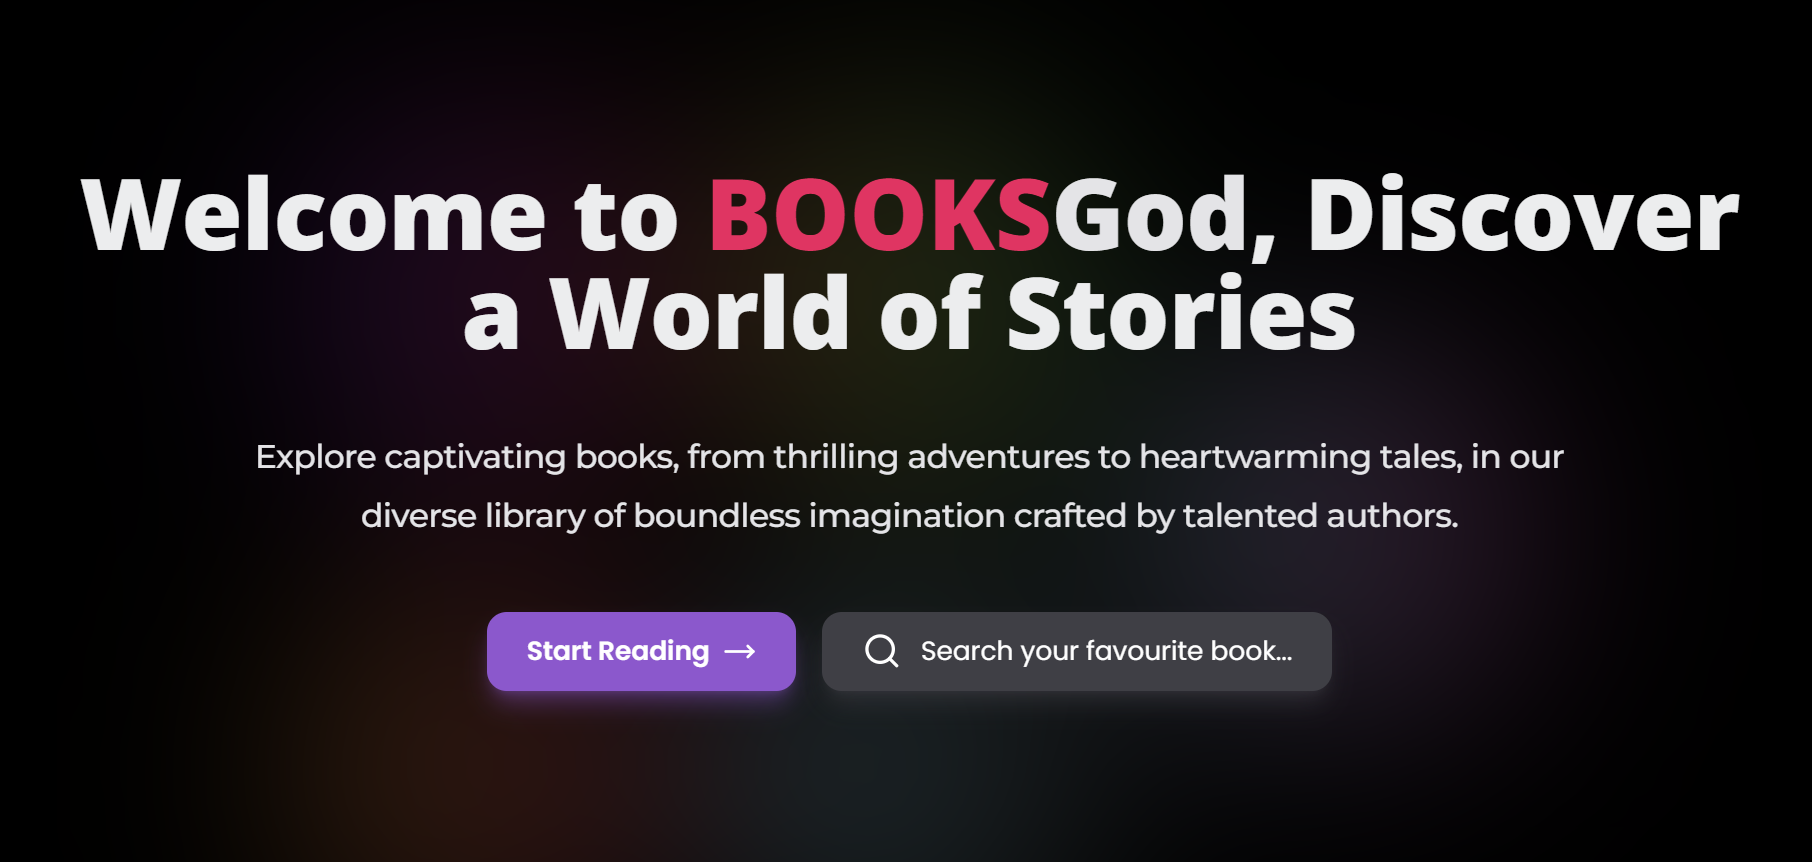 Welcome to BOOKSGod, Discover
a World of Stories
Explore captivating books, from thrilling adventures to heartwarming tales, in our
diverse library of boundless imagination crafted by talented authors.
Start Reading →
Search your favourite book...